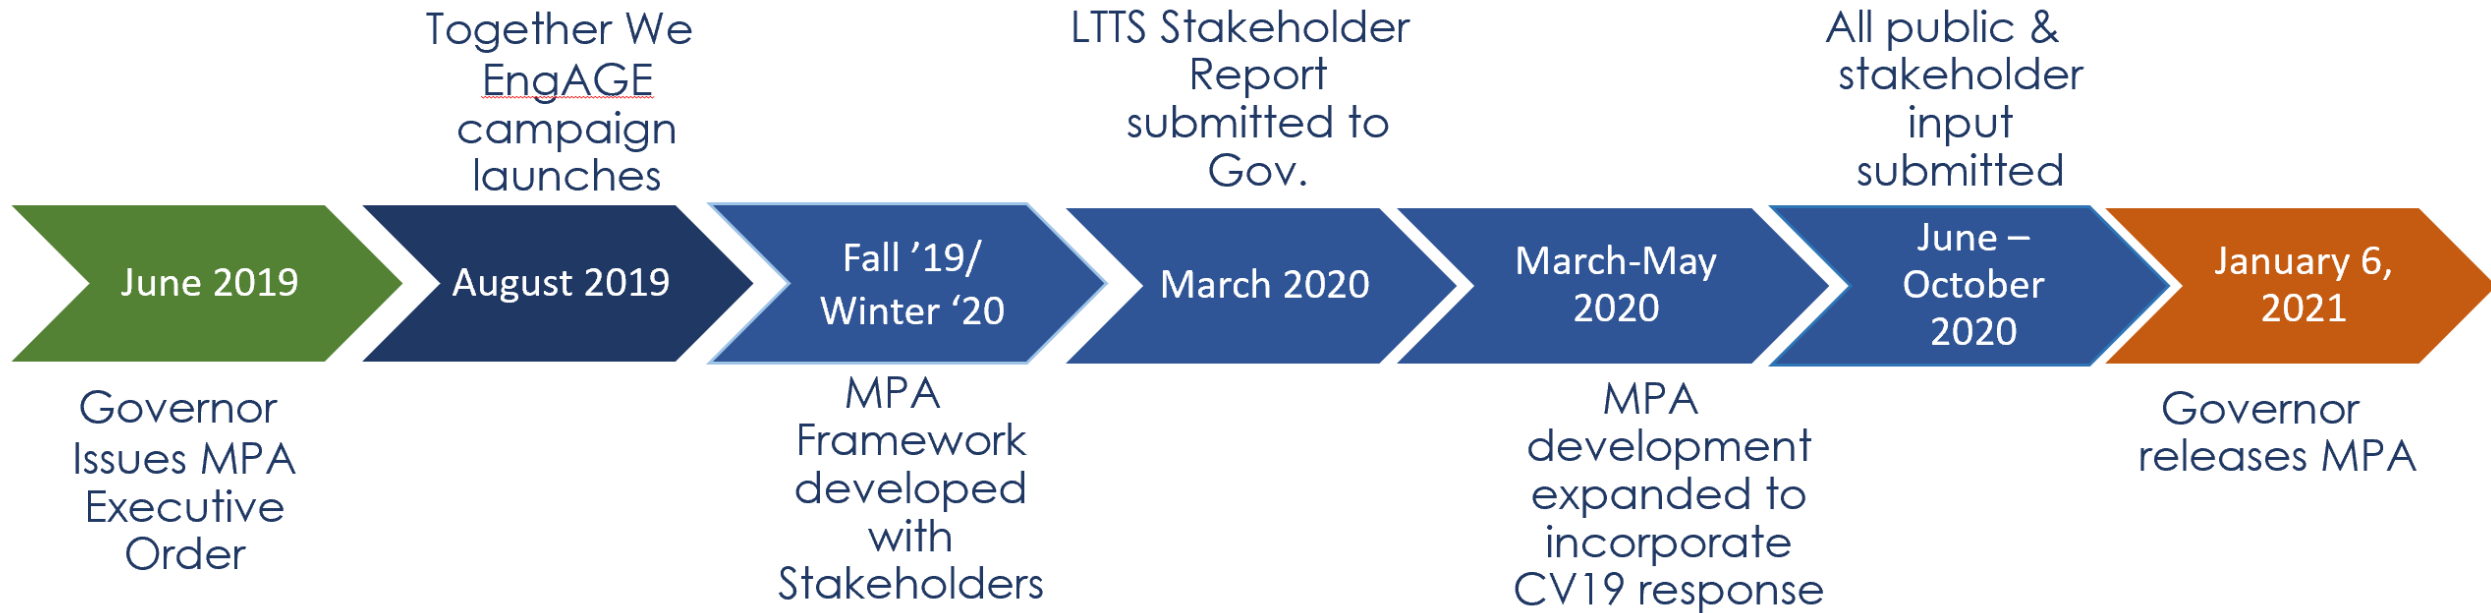 June 2019
Governor
Issues MPA
Executive
Order
Together We
EngAGE
campaign
launches
August 2019
Fall ’19/
Winter ‘20
MPA
Framework
developed
with
Stakeholders
LTTS Stakeholder
Report
submitted to
Gov.
March 2020
March-May
2020
MPA
development
expanded to
incorporate
CV19 response
All public &
stakeholder
input
submitted
June –
October
2020
January 6,
2021
Governor
releases MPA